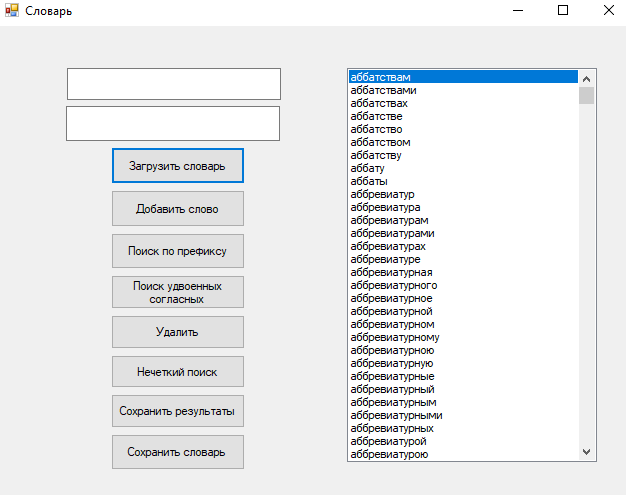 Словарь
Загрузить словарь
Добавить слово
Поиск по префиксу
Поиск удвоенных
согласных
Удалить
Нечеткий поиск
Сохранить результаты
Сохранить словарь
аббатствам
аббатствами
аббатствах
аббатстве
аббатство
аббатством
аббатству
аббату
аббаты
аббревиатур
аббревиатура
аббревиатурам
аббревиатурами
аббревиатурах
аббревиатуре
аббревиатурная
аббревиатурного
аббревиатурное
аббревиатурной
аббревиатурном
аббревиатурному
аббревиатурною
аббревиатурную
аббревиатурные
аббревиатурный
аббревиатурным
аббревиатурными
аббревиатурных
аббревиатурой
аббревиатурою